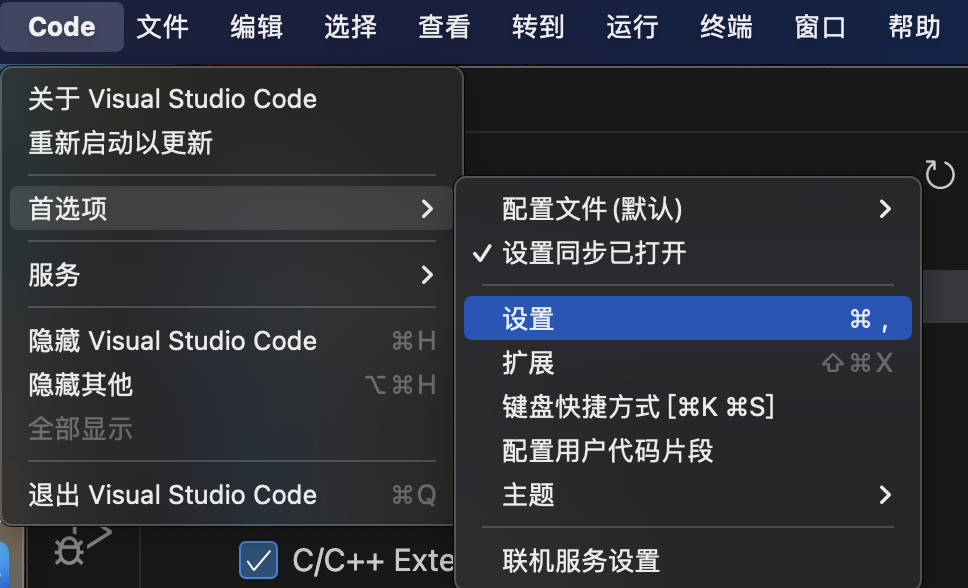 Code 文件 编辑 选择 查看 转到 运行 终端 窗口 帮助
关于 Visual Studio Code
重新启动以更新
首选项
服务
隐藏 Visual Studio Code ⌘H
隐藏其他 ⌥⌘H
全部显示
退出 Visual Studio Code ⌘Q
配置文件 (默认)
设置同步已打开
设置 ⌘ ,
扩展 ⇧⌘X
键盘快捷方式 [⌘K ⌘S]
配置用户代码片段
主题
联机服务设置
C/C++ Exte